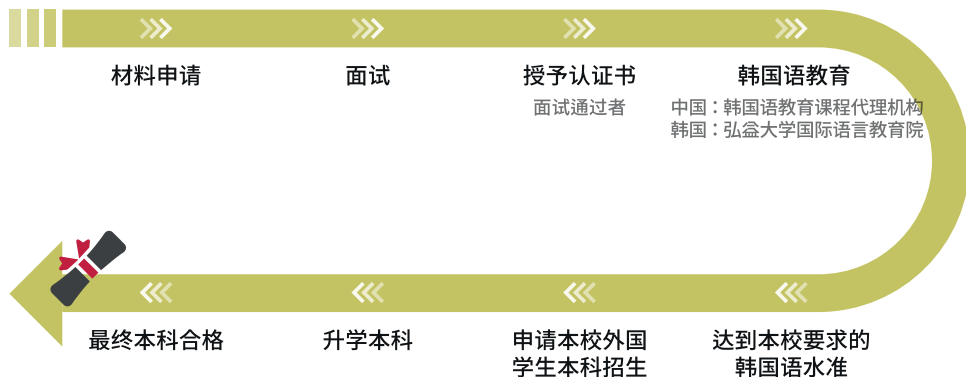 材料申请
面试
授予认证书
面试通过者
韩国语教育
中国：韩国语教育课程代理机构
韩国：弘益大学国际语言教育院
达到本校要求的
韩国语水准
申请本校外国
学生本科招生
升学本科
最终本科合格